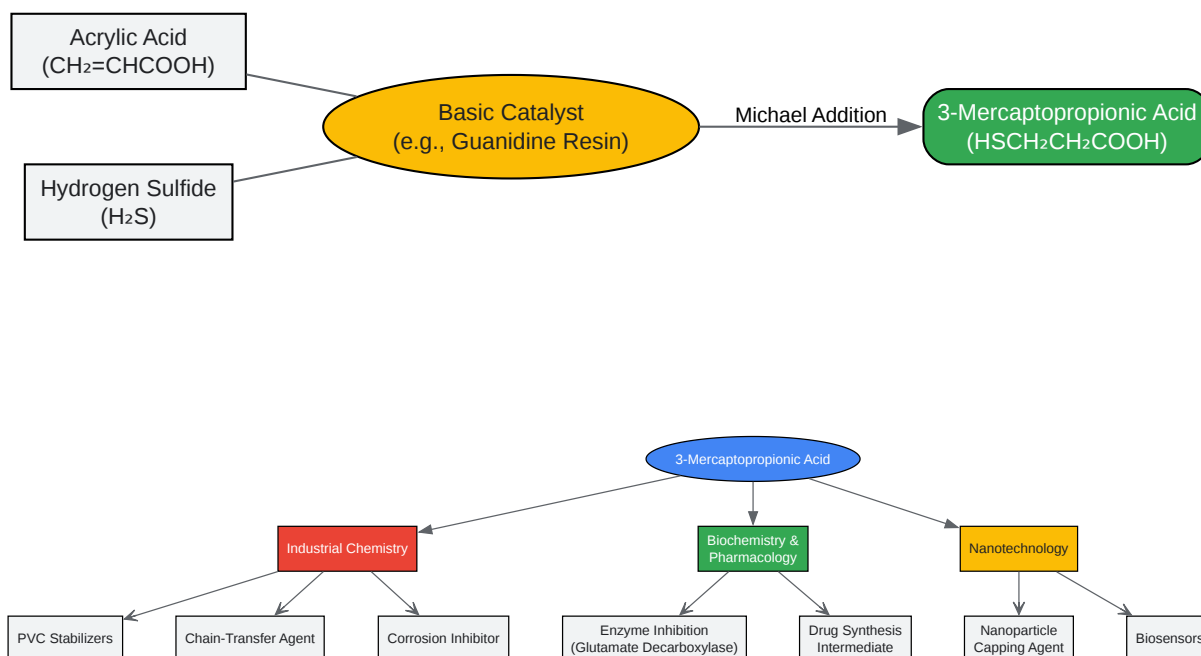 Acrylic Acid
(CH₂=CHCOOH)
Basic Catalyst
(e.g., Guanidine Resin)
Michael Addition
3-Mercaptopropionic Acid
(HSCH₂CH₂COOH)
Hydrogen Sulfide
(H₂S)
3-Mercaptopropionic Acid
Industrial Chemistry
Biochemistry &
Pharmacology
Nanotechnology
PVC Stabilizers
Chain-Transfer Agent
Corrosion Inhibitor
Enzyme Inhibition
(Glutamate Decarboxylase)
Drug Synthesis
Intermediate
Nanoparticle
Capping Agent
Biosensors